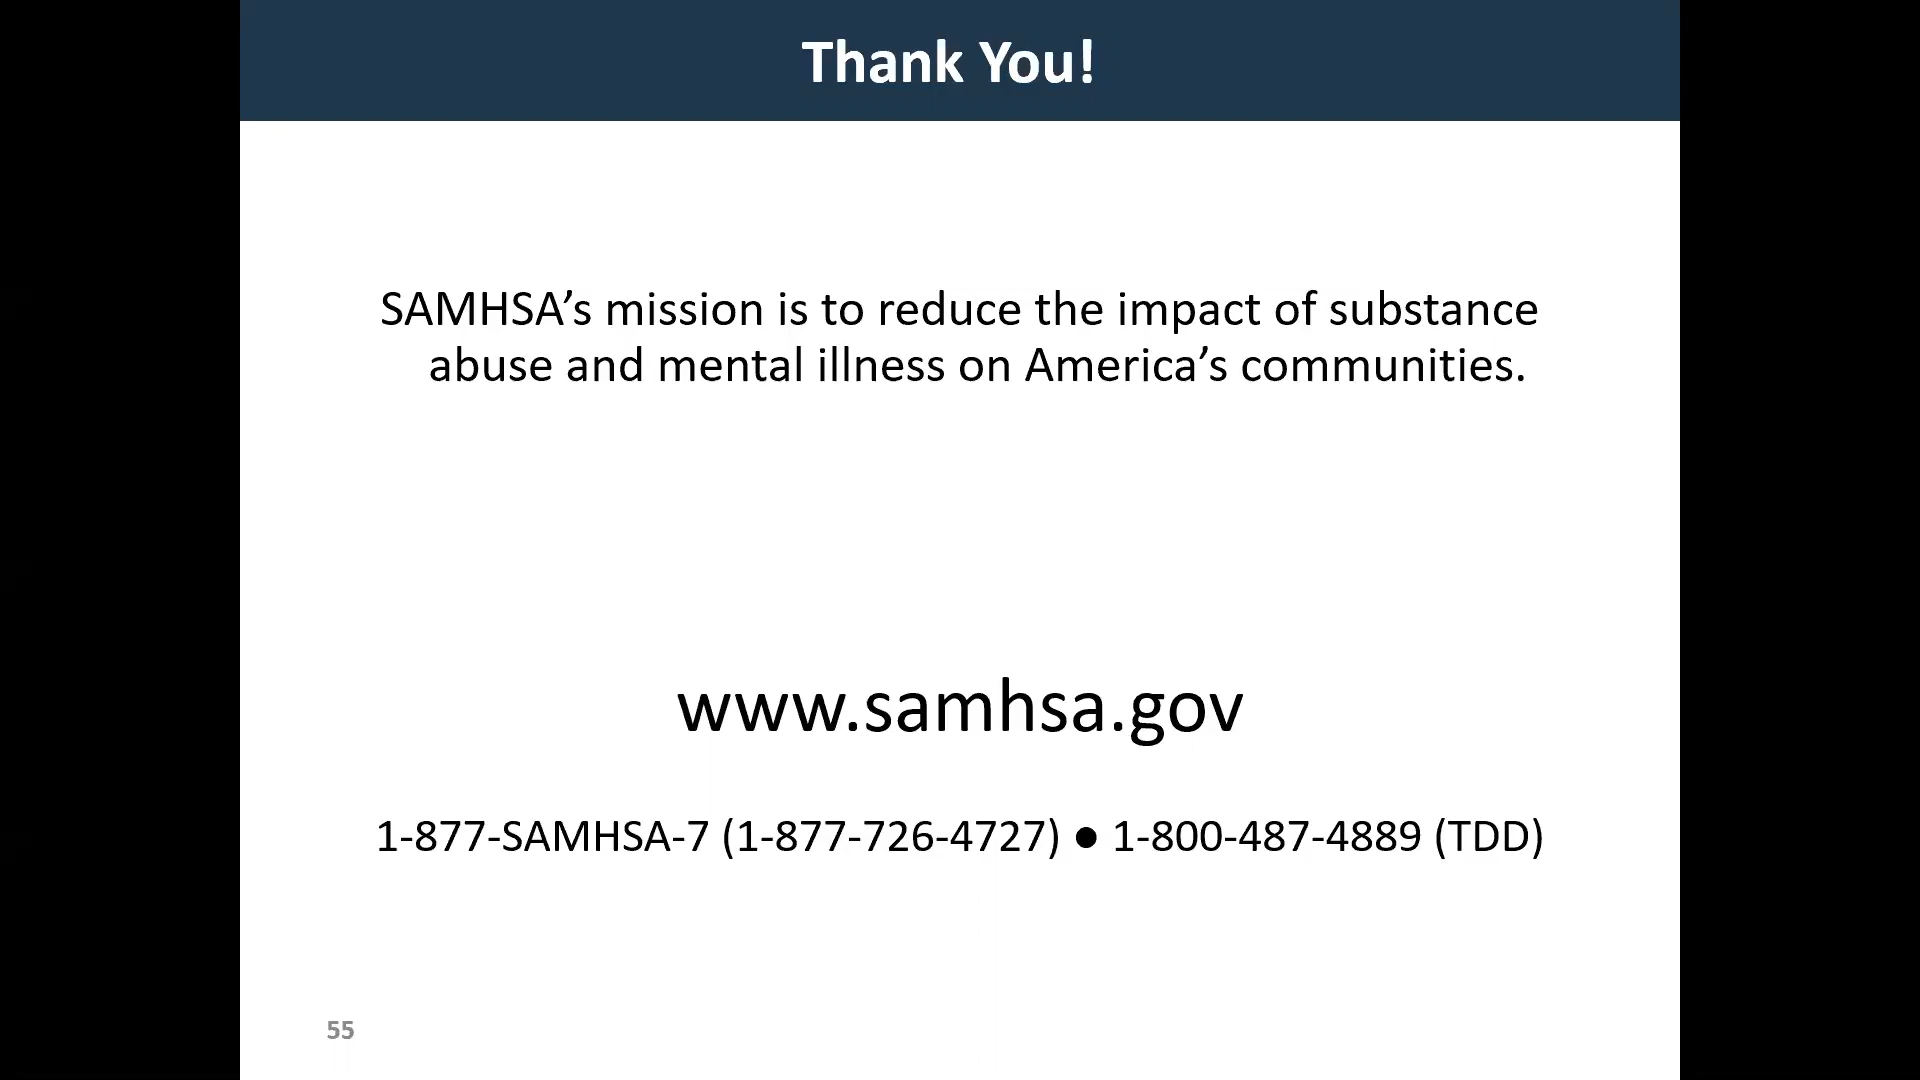 Thank You!
SAMHSA’s mission is to reduce the impact of substance
abuse and mental illness on America’s communities.
www.samhsa.gov
1-877-SAMHSA-7 (1-877-726-4727) ● 1-800-487-4889 (TDD)
55